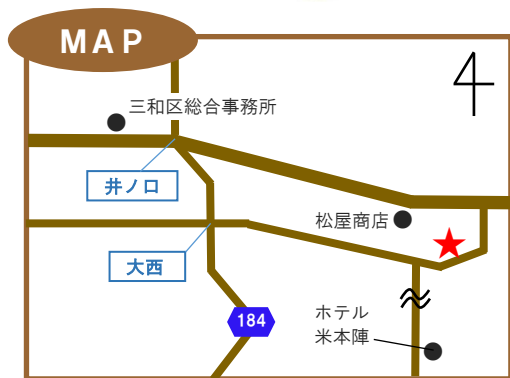 MAP
三和区総合事務所
井ノ口
松屋商店
大西
184
ホテル
米本陣